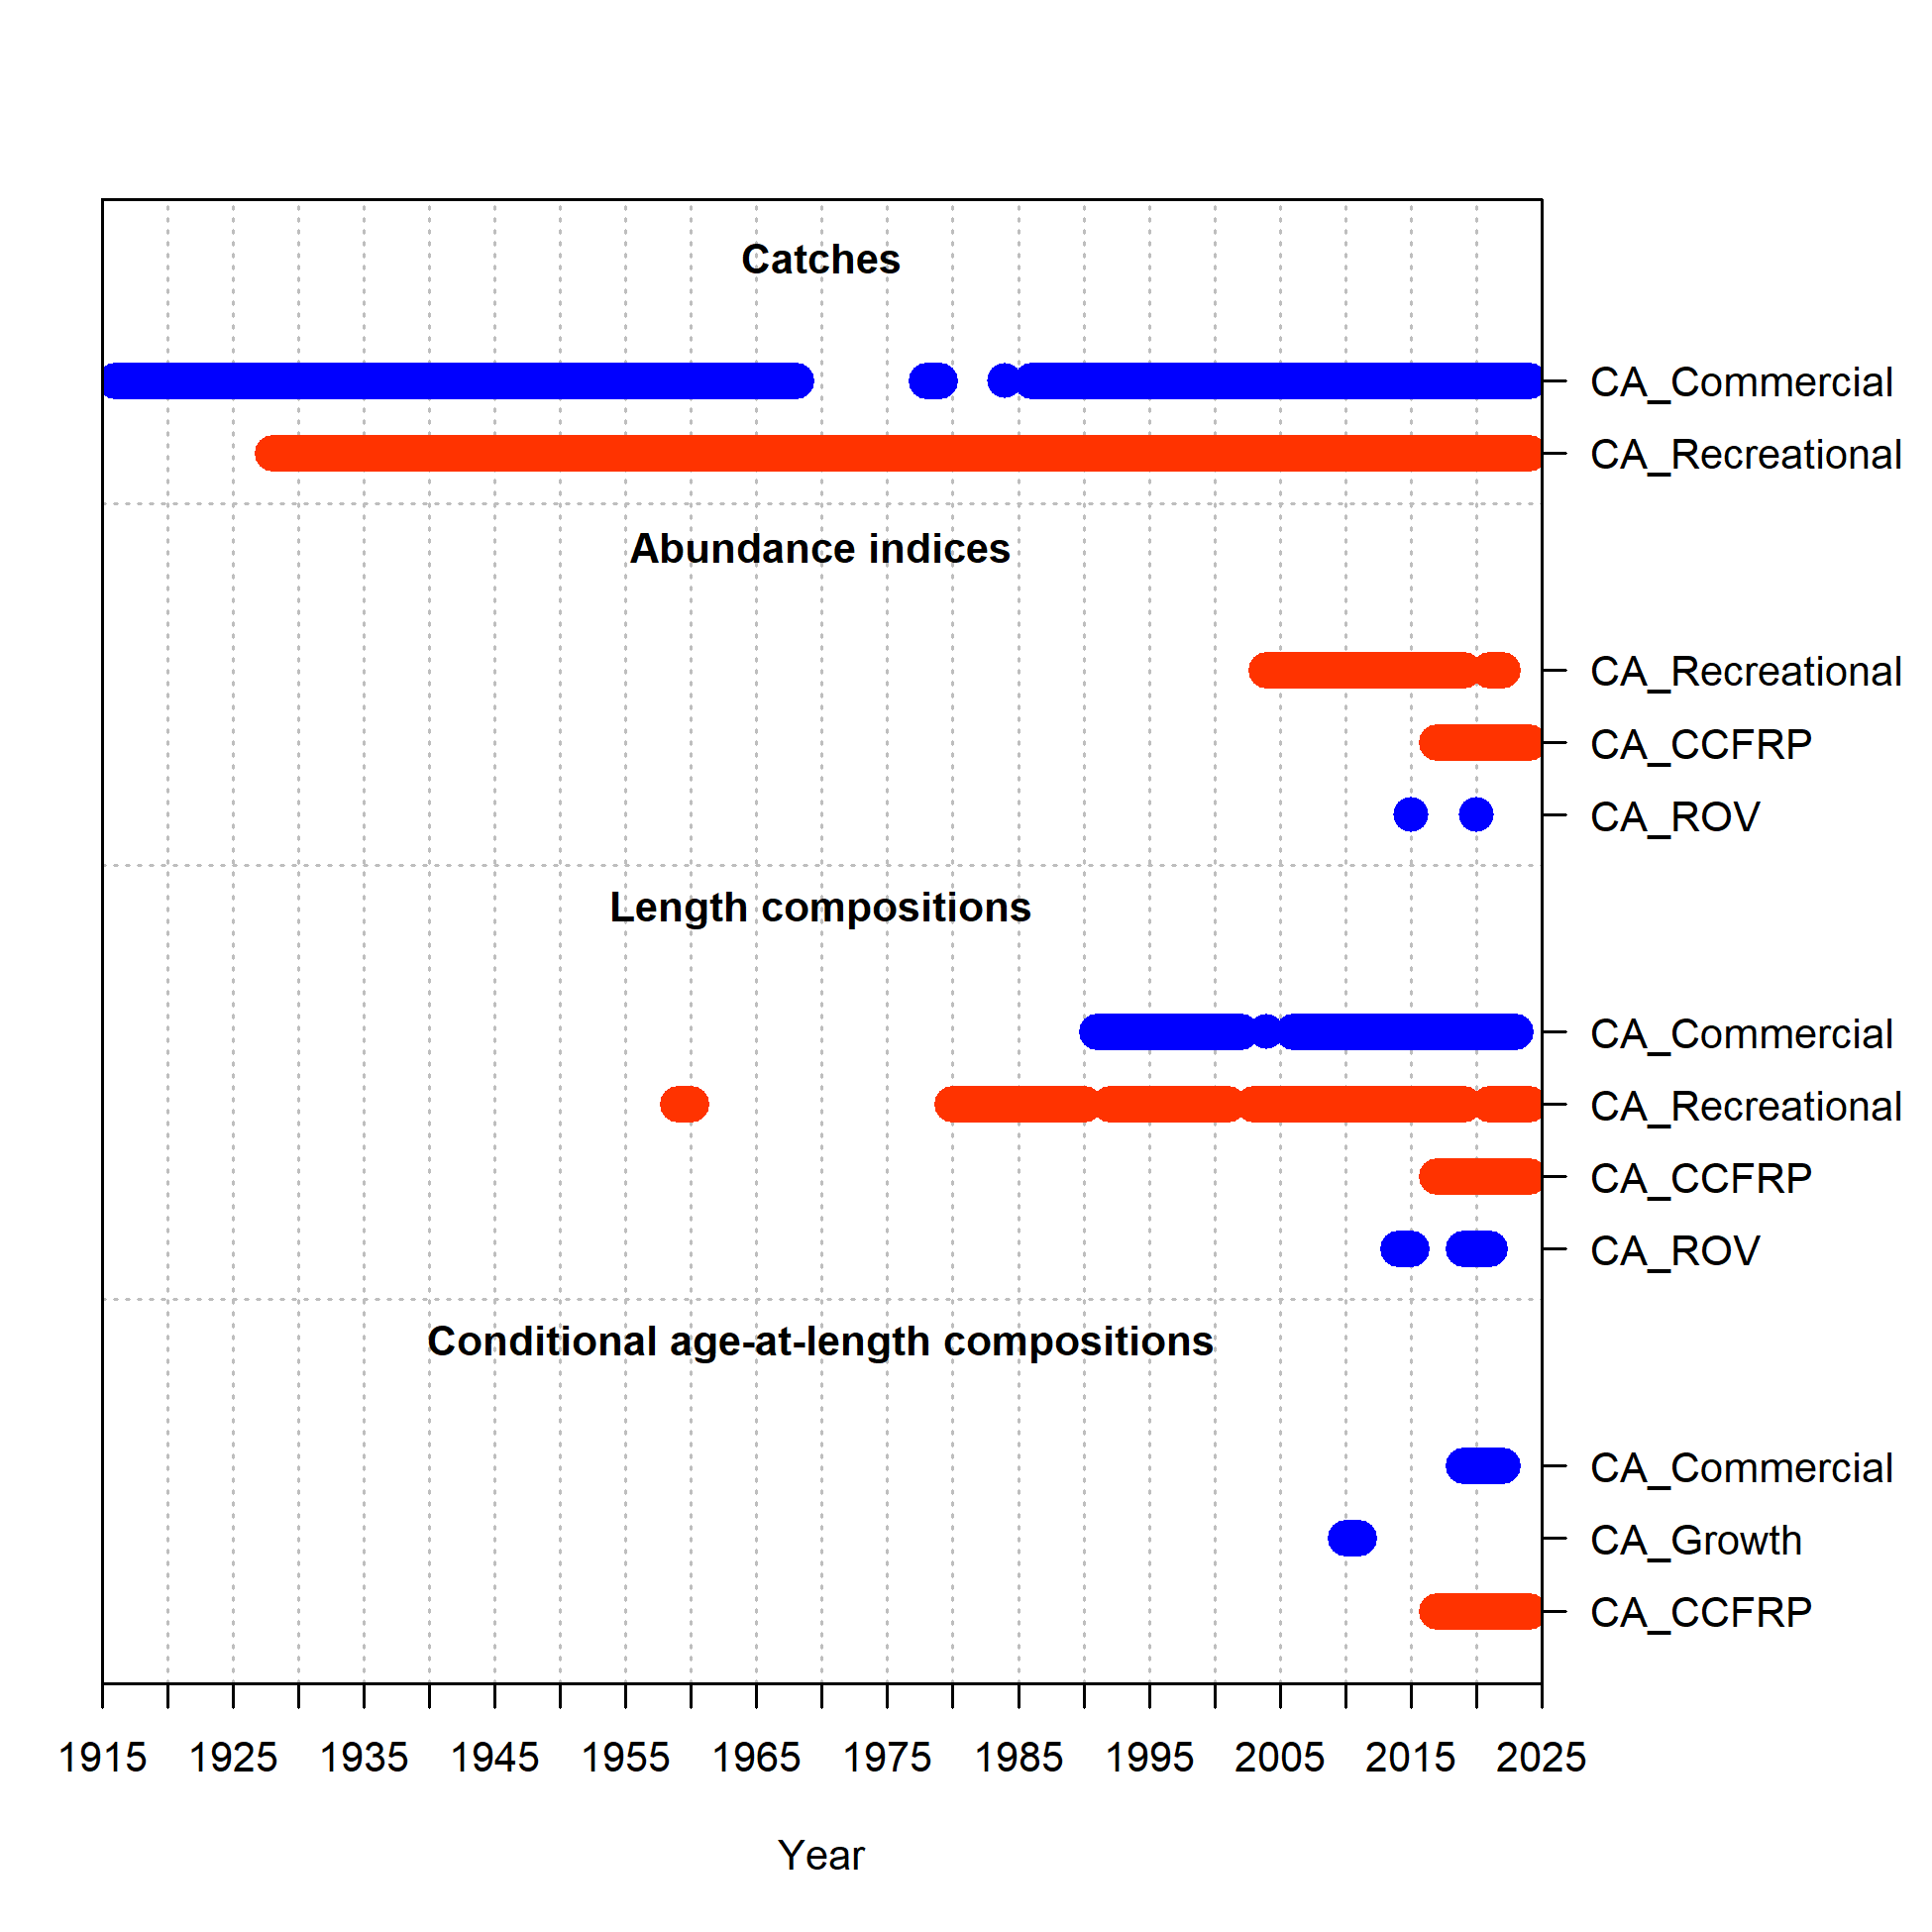 Catches
CA_Commercial
CA_Recreational
Abundance indices
CA_Recreational
CA_CCFRP
CA_ROV
Length compositions
CA_Commercial
CA_Recreational
CA_CCFRP
CA_ROV
Conditional age-at-length compositions
CA_Commercial
CA_Growth
CA_CCFRP
1915 1925 1935 1945 1955 1965 1975 1985 1995 2005 2015 2025
Year